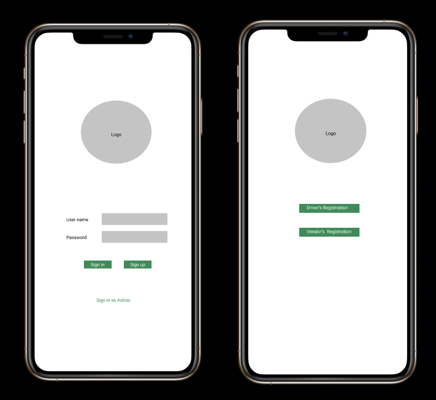 Logo
User name
Password
Sign in
Sign up
Sign in as Admin
Logo
Driver's Registration
Vendor's Registration